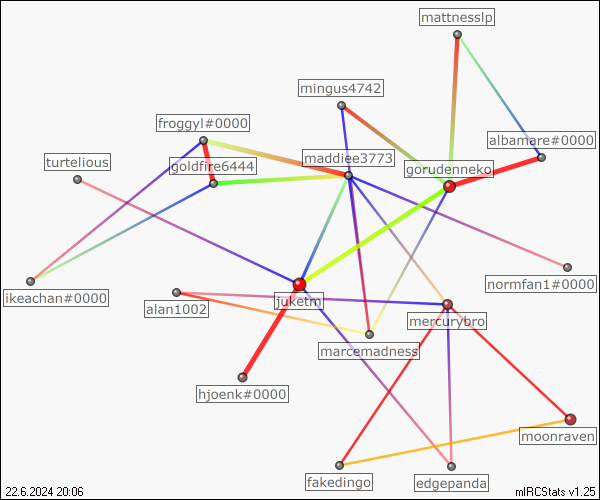 mattnesslp
mingus4742
froggyl#0000
albamare#0000
turtelious
goldfire6444
maddiee3773
gorudenneko
ikeachan#0000
normfan1#0000
alan1002
juketm
mercurybro
marcemadness
hjoenk#0000
moonraven
fakedingo
edgepanda
22.6.2024 20:06
mIRCStats v1.25